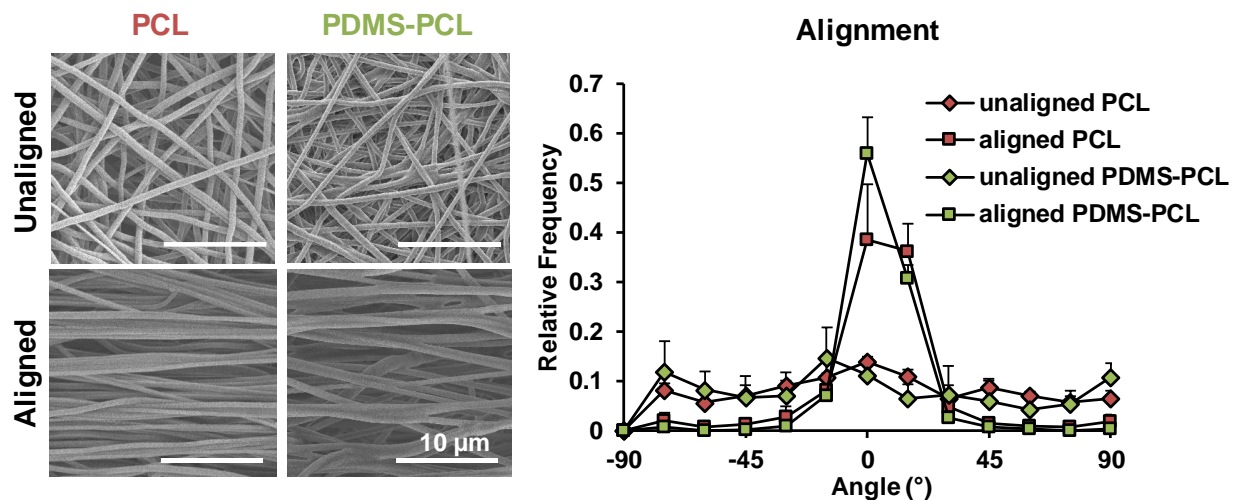 PCL
PDMS-PCL
Unaligned
Aligned
10 µm
Alignment
Relative Frequency
0.7
0.6
0.5
0.4
0.3
0.2
0.1
0
-90
-45
0
45
90
Angle (°)
unaligned PCL
aligned PCL
unaligned PDMS-PCL
aligned PDMS-PCL